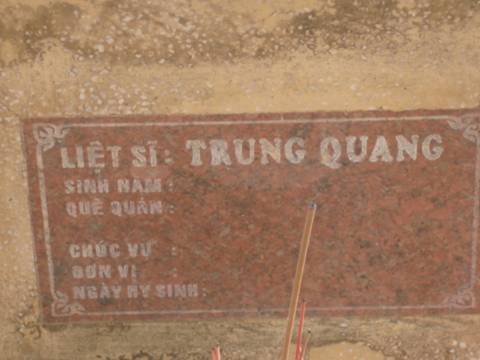 LIỆT SĨ: TRUNG QUANG
SINH NĂM :
QUÊ QUÁN :
CHỨC VỤ :
ĐƠN VỊ :
NGÀY HY SINH: